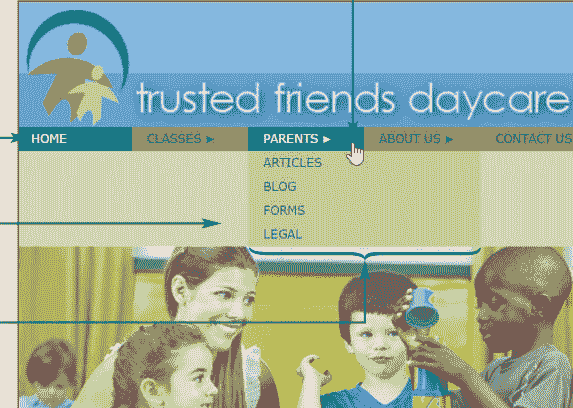 trusted friends daycare
HOME CLASSES ▶ PARENTS ▶ ABOUT US ▶ CONTACT US
ARTICLES
BLOG
FORMS
LEGAL